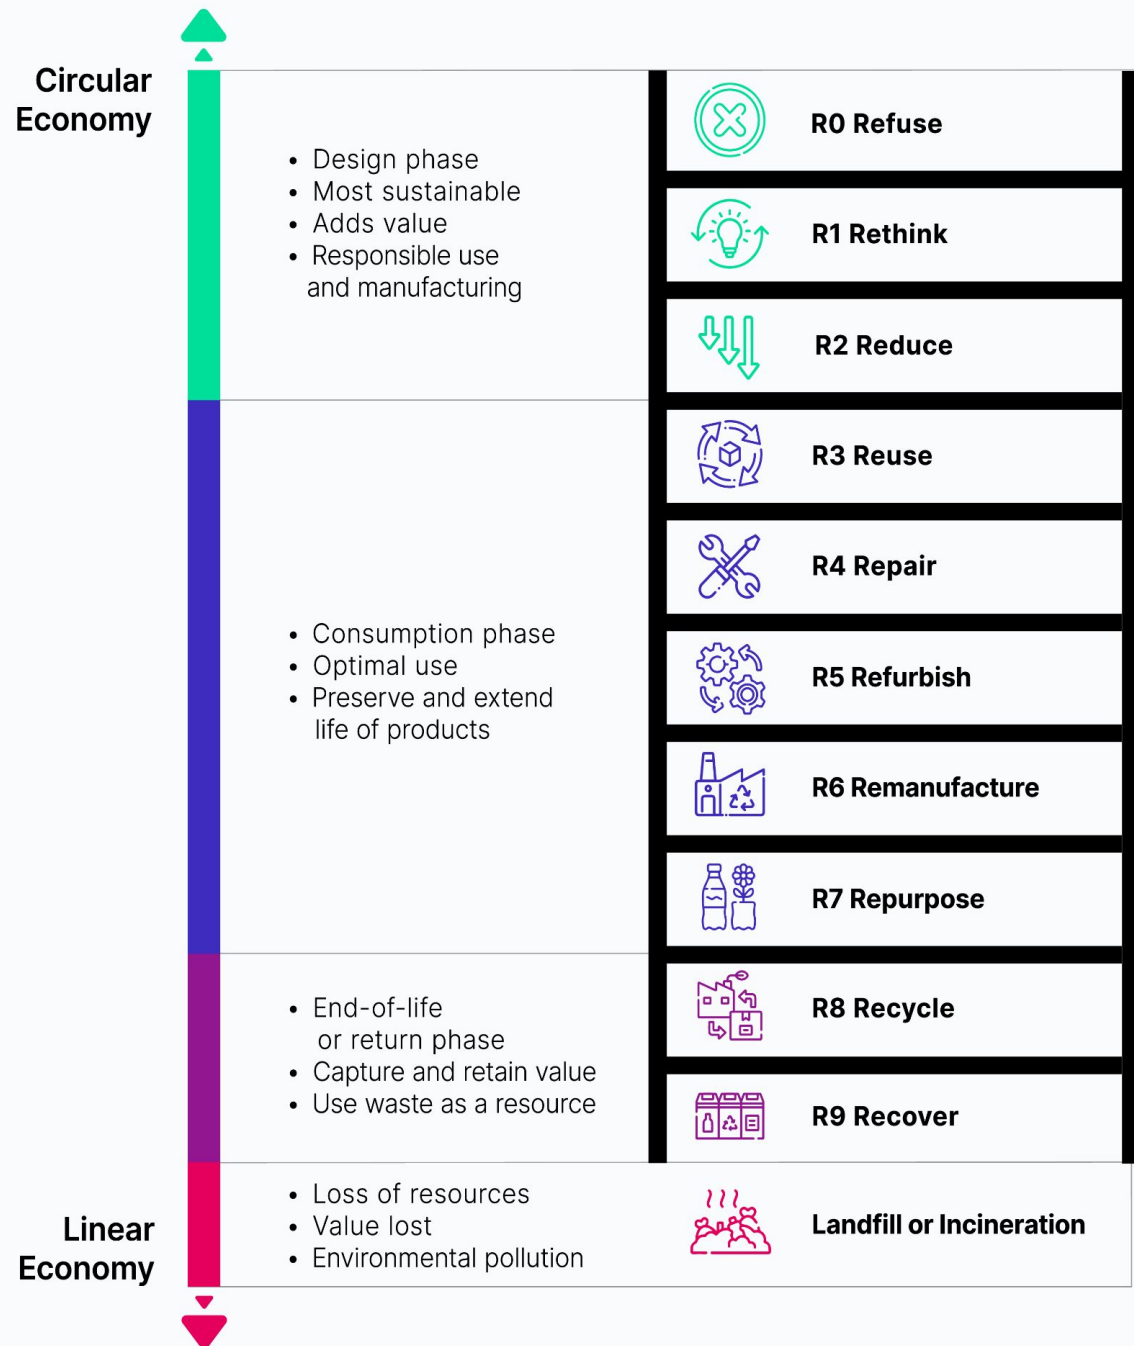 Circular
Economy
• Design phase
• Most sustainable
• Adds value
• Responsible use
and manufacturing
R0 Refuse
R1 Rethink
R2 Reduce
• Consumption phase
• Optimal use
• Preserve and extend
life of products
R3 Reuse
R4 Repair
R5 Refurbish
R6 Remanufacture
R7 Repurpose
• End-of-life
or return phase
• Capture and retain value
• Use waste as a resource
R8 Recycle
R9 Recover
Linear
Economy
• Loss of resources
• Value lost
• Environmental pollution
Landfill or Incineration